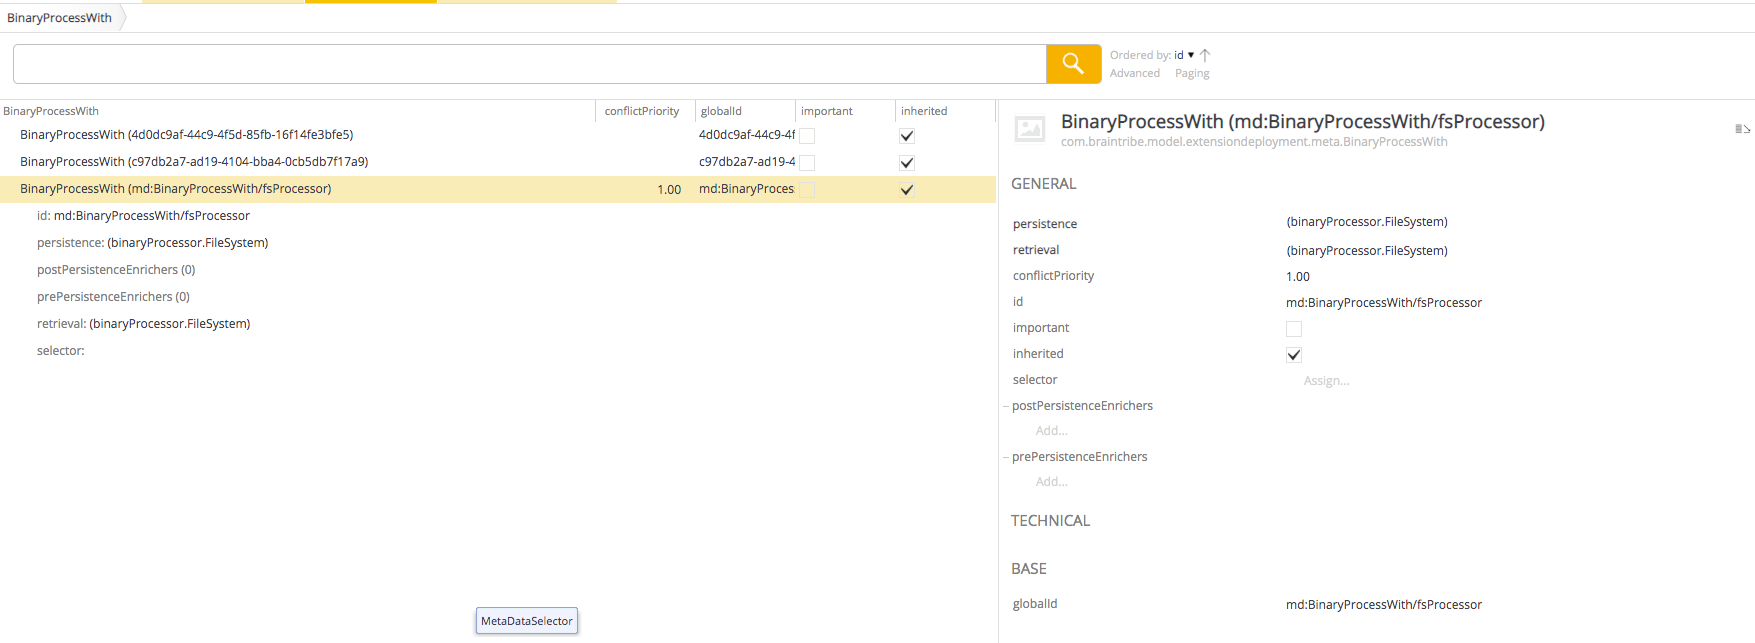 BinaryProcessWith
Ordered by: id ▼
Advanced Paging
BinaryProcessWith conflictPriority globalId important inherited
BinaryProcessWith (4d0dc9af-44c9-4f5d-85fb-16f14fe3bfe5) 4d0dc9af-44c9-4f
BinaryProcessWith (c97db2a7-ad19-4104-bba4-0cb5db7f17a9) c97db2a7-ad19-4
BinaryProcessWith (md:BinaryProcessWith/fsProcessor) 1.00 md:BinaryProces
id: md:BinaryProcessWith/fsProcessor
persistence: (binaryProcessor.FileSystem)
postPersistenceEnrichers (0)
prePersistenceEnrichers (0)
retrieval: (binaryProcessor.FileSystem)
selector:
MetaDataSelector
BinaryProcessWith (md:BinaryProcessWith/fsProcessor)
com.braintribe.model.extensiondeployment.meta.BinaryProcessWith
GENERAL
persistence (binaryProcessor.FileSystem)
retrieval (binaryProcessor.FileSystem)
conflictPriority 1.00
id md:BinaryProcessWith/fsProcessor
important
inherited
selector Assign...
postPersistenceEnrichers
Add...
prePersistenceEnrichers
Add...
TECHNICAL
BASE
globalId md:BinaryProcessWith/fsProcessor